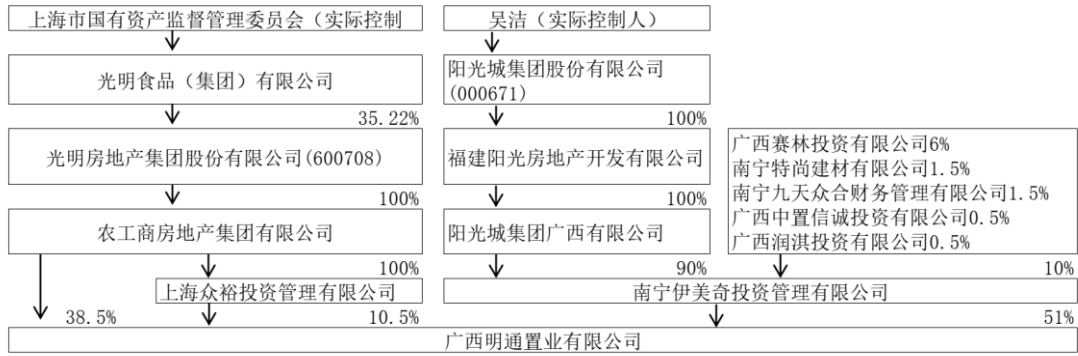 上海市国有资产监督管理委员会（实际控制
吴洁（实际控制人）
光明食品（集团）有限公司
阳光城集团股份有限公司
(000671)
35.22%
100%
光明房地产集团股份有限公司(600708)
福建阳光房地产开发有限公司
广西赛林投资有限公司6%
南宁特尚建材有限公司1.5%
南宁九天众合财务管理有限公司1.5%
广西中置信诚投资有限公司0.5%
广西润淇投资有限公司0.5%
100%
100%
农工商房地产集团有限公司
阳光城集团广西有限公司
100%
90%
10%
上海众裕投资管理有限公司
南宁伊美奇投资管理有限公司
38.5%
10.5%
51%
广西明通置业有限公司